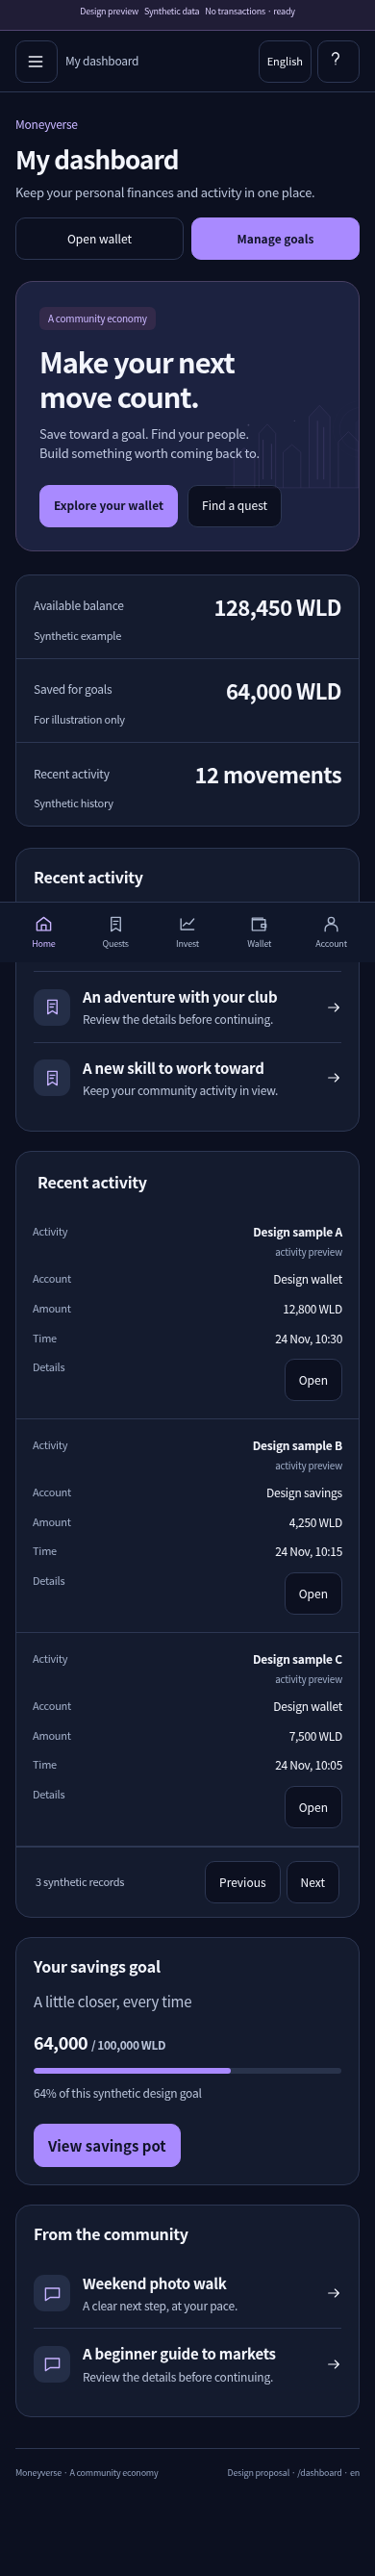 Design preview Synthetic data No transactions · ready
My dashboard
English
?
Moneyverse
My dashboard
Keep your personal finances and activity in one place.
Open wallet
Manage goals
A community economy
Make your next
move count.
Save toward a goal. Find your people.
Build something worth coming back to.
Explore your wallet
Find a quest
Available balance
128,450 WLD
Synthetic example
Saved for goals
64,000 WLD
For illustration only
Recent activity
12 movements
Synthetic history
Recent activity
Home
Quests
Invest
Wallet
Account
An adventure with your club
Review the details before continuing.
A new skill to work toward
Keep your community activity in view.
Recent activity
Activity
Design sample A
activity preview
Account
Design wallet
Amount
12,800 WLD
Time
24 Nov, 10:30
Details
Open
Activity
Design sample B
activity preview
Account
Design savings
Amount
4,250 WLD
Time
24 Nov, 10:15
Details
Open
Activity
Design sample C
activity preview
Account
Design wallet
Amount
7,500 WLD
Time
24 Nov, 10:05
Details
Open
3 synthetic records
Previous
Next
Your savings goal
A little closer, every time
64,000 / 100,000 WLD
64% of this synthetic design goal
View savings pot
From the community
Weekend photo walk
A clear next step, at your pace.
A beginner guide to markets
Review the details before continuing.
Moneyverse · A community economy
Design proposal · /dashboard · en